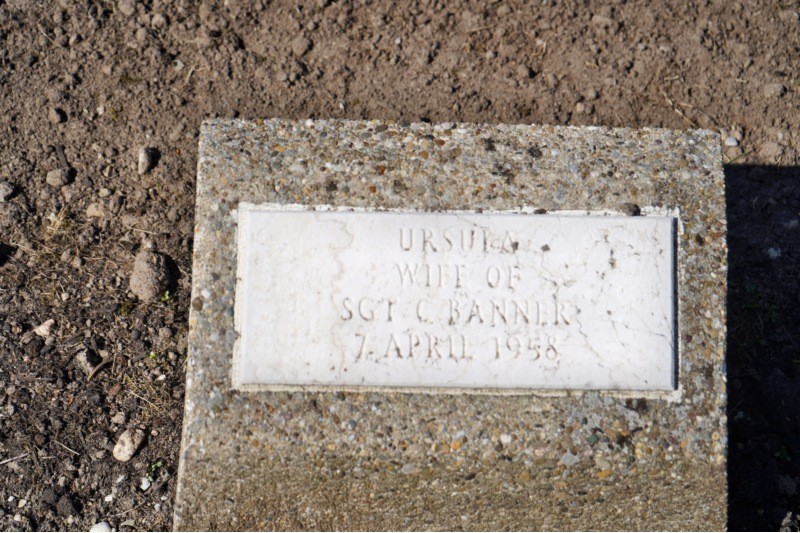 URSULA
WIFE OF
SGT C BANNER
7 APRIL 1958